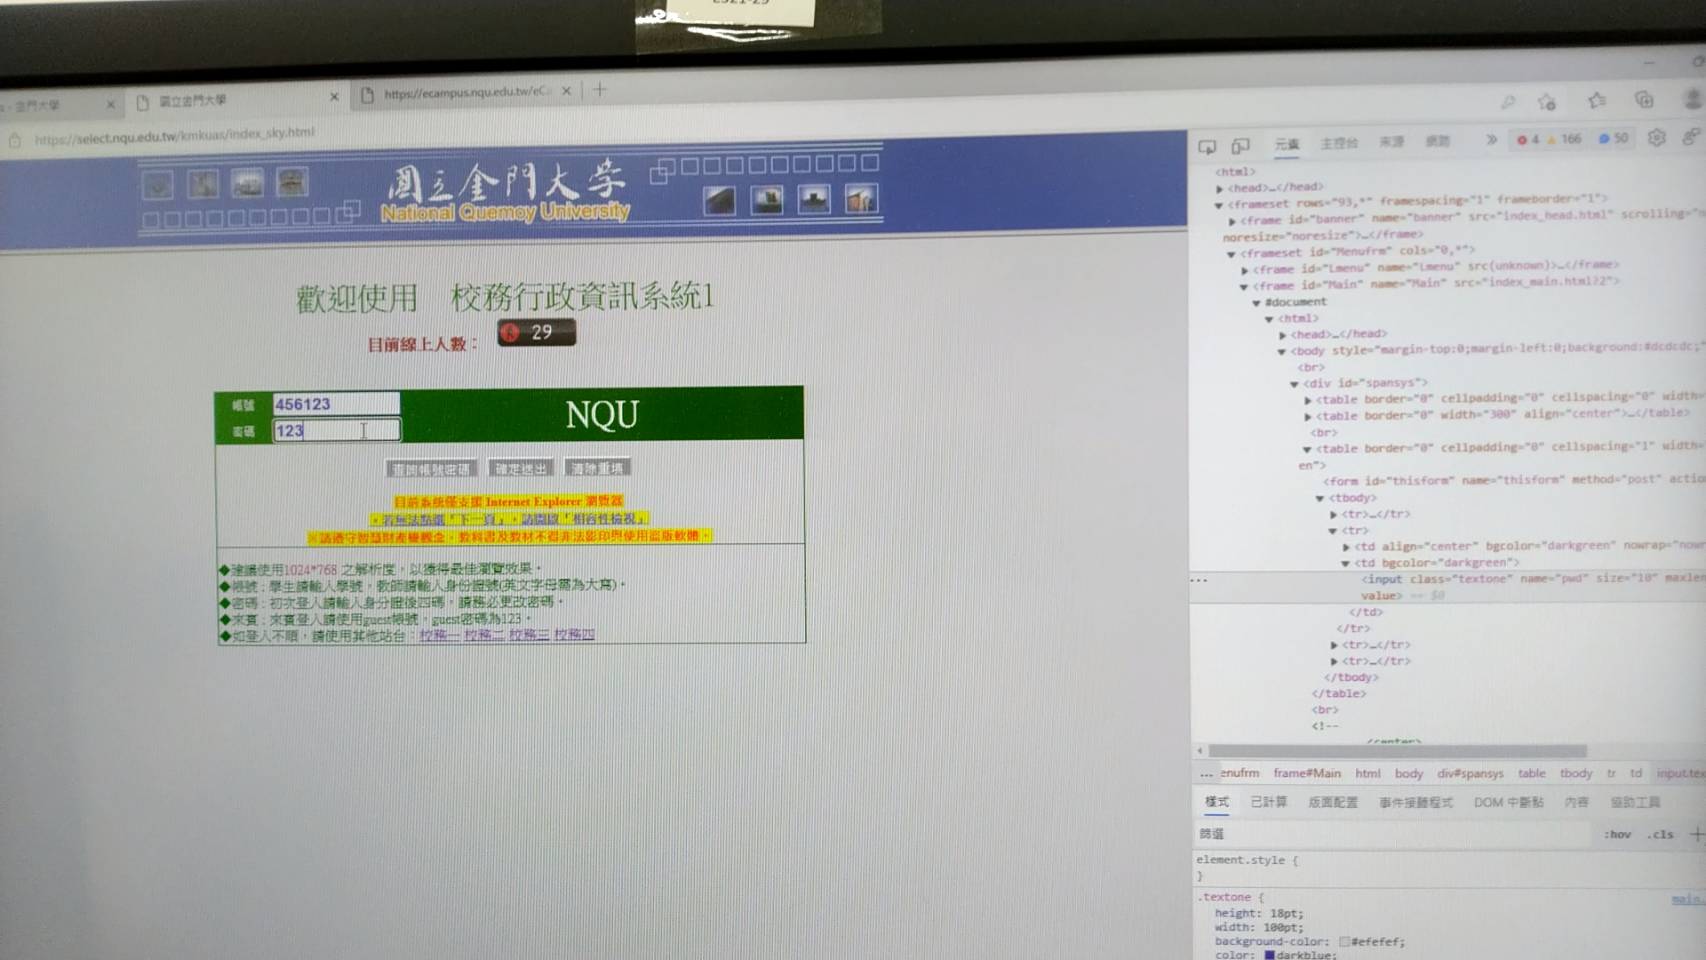 金門大學
國立金門大學
https://ecampus.nqu.edu.tw/eC
https://select.nqu.edu.tw/kmkuas/index_sky.html
國立金門大學
National Quemoy University
歡迎使用 校務行政資訊系統1
目前線上人數：
29
帳號 456123
密碼 123
NQU
查詢帳號密碼 確定送出 清除重填
目前系統僅支援 Internet Explorer 瀏覽器
，若無法點選「下一頁」，請開啟「相容性檢視」
※請遵守智慧財產權觀念，教科書及教材不得非法影印與使用盜版軟體。
◆建議使用1024*768 之解析度，以獲得最佳瀏覽效果。
◆帳號：學生請輸入學號，教師請輸入身份證號(英文字母需為大寫)。
◆密碼：初次登入請輸入身分證後四碼，請務必更改密碼。
◆來賓：來賓登入請使用guest帳號，guest密碼為123。
◆如登入不順，請使用其他站台：校務一 校務二 校務三 校務四
元素 主控台 來源 網路 » 4 166 50
<html>
<head>…</head>
<frameset rows="93,*" framespacing="1" frameborder="1">
<frame id="banner" name="banner" src="index_head.html" scrolling="n
noresize="noresize">…</frame>
<frameset id="Menufrm" cols="0,*">
<frame id="Lmenu" name="Lmenu" src(unknown)>…</frame>
<frame id="Main" name="Main" src="index_main.html?2">
#document
<html>
<head>…</head>
<body style="margin-top:0;margin-left:0;background:#dcdcdc;"
<br>
<div id="spansys">
<table border="0" cellpadding="0" cellspacing="0" width=
<table border="0" width="300" align="center">…</table>
<br>
<table border="0" cellpadding="0" cellspacing="1" width=
en">
<form id="thisform" name="thisform" method="post" actio
<tbody>
<tr>…</tr>
<tr>
<td align="center" bgcolor="darkgreen" nowrap="nowr
<td bgcolor="darkgreen">
… <input class="textone" name="pwd" size="10" maxlen
value> == $0
</td>
</tr>
<tr>…</tr>
<tr>…</tr>
</tbody>
</table>
<br>
<!--
</center>
… enufrm frame#Main html body div#spansys table tbody tr td input.tex
樣式 已計算 版面配置 事件接聽程式 DOM 中斷點 內容 協助工具
篩選 :hov .cls +
element.style {
}
.textone { main.
height: 18pt;
width: 100pt;
background-color: #efefef;
color: darkblue;